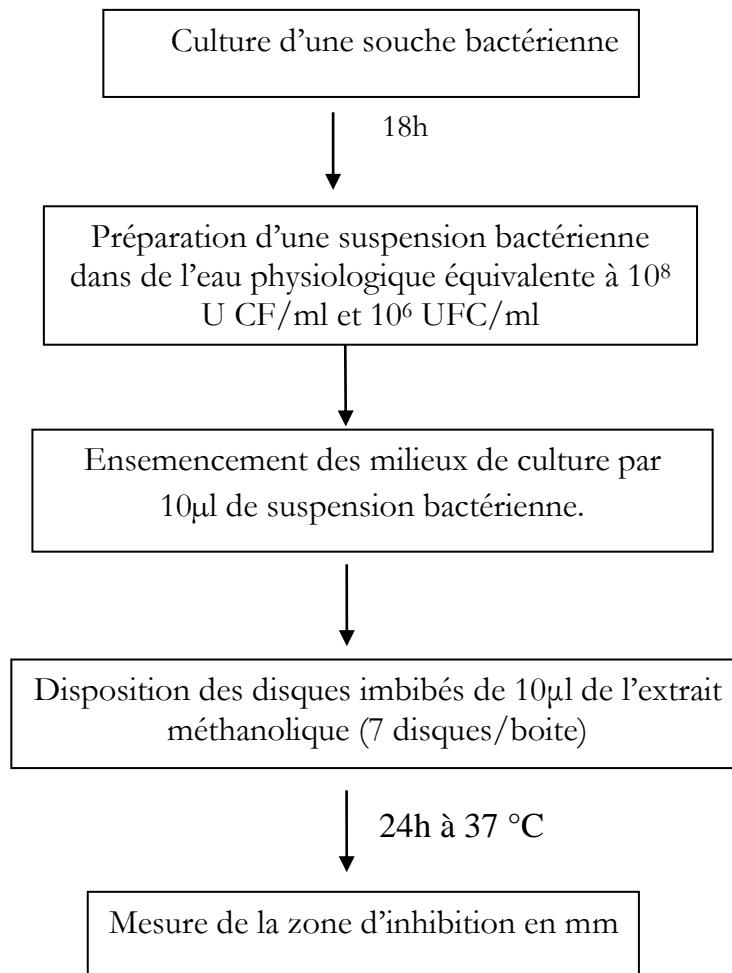 Culture d’une souche bactérienne
18h
Préparation d’une suspension bactérienne
dans de l’eau physiologique équivalente à 10⁸
U CF/ml et 10⁶ UFC/ml
Ensemencement des milieux de culture par
10µl de suspension bactérienne.
Disposition des disques imbibés de 10µl de l’extrait
méthanolique (7 disques/boite)
24h à 37 °C
Mesure de la zone d’inhibition en mm